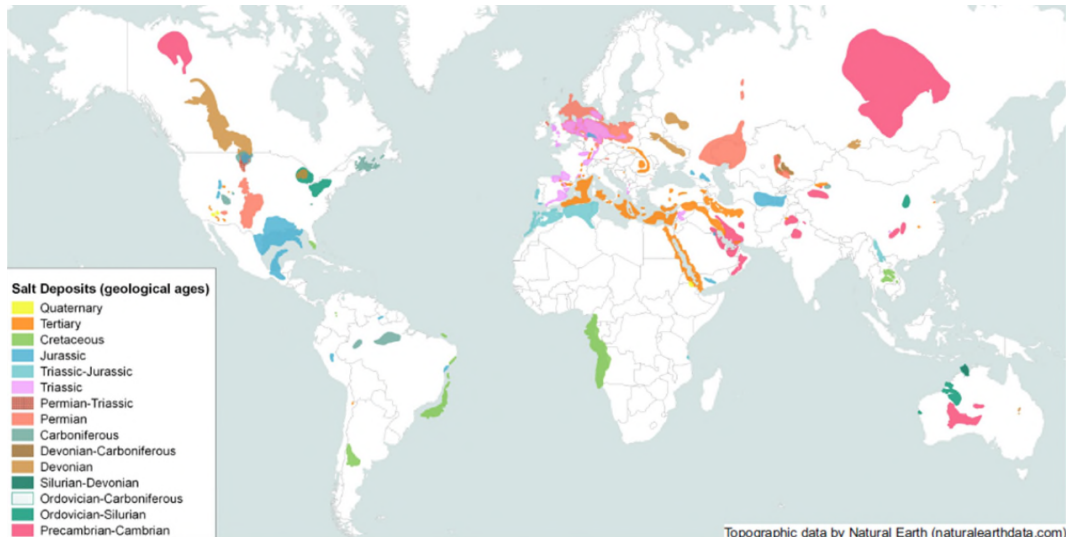 Salt Deposits (geological ages)
Quaternary
Tertiary
Cretaceous
Jurassic
Triassic-Jurassic
Triassic
Permian-Triassic
Permian
Carboniferous
Devonian-Carboniferous
Devonian
Silurian-Devonian
Ordovician-Carboniferous
Ordovician-Silurian
Precambrian-Cambrian
Topographic data by Natural Earth (naturalearthdata.com)